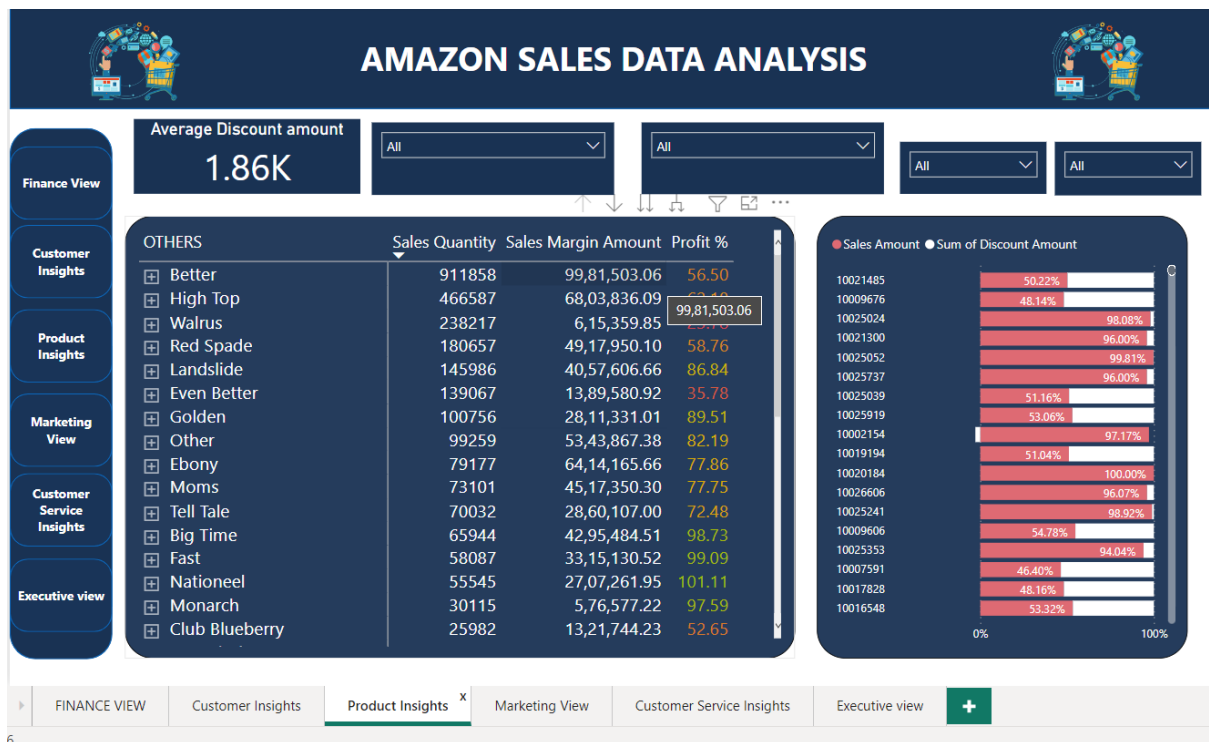 AMAZON SALES DATA ANALYSIS
Average Discount amount
1.86K
All
All
All
All
Finance View
Customer
Insights
Product
Insights
Marketing
View
Customer
Service
Insights
Executive view
OTHERS Sales Quantity Sales Margin Amount Profit %
Better 911858 99,81,503.06 56.50
High Top 466587 68,03,836.09
99,81,503.06
Walrus 238217 6,15,359.85
Red Spade 180657 49,17,950.10 58.76
Landslide 145986 40,57,606.66 86.84
Even Better 139067 13,89,580.92 35.78
Golden 100756 28,11,331.01 89.51
Other 99259 53,43,867.38 82.19
Ebony 79177 64,14,165.66 77.86
Moms 73101 45,17,350.30 77.75
Tell Tale 70032 28,60,107.00 72.48
Big Time 65944 42,95,484.51 98.73
Fast 58087 33,15,130.52 99.09
Nationeel 55545 27,07,261.95 101.11
Monarch 30115 5,76,577.22 97.59
Club Blueberry 25982 13,21,744.23 52.65
Sales Amount Sum of Discount Amount
10021485 50.22%
10009676 48.14%
10025024 98.08%
10021300 96.00%
10025052 99.81%
10025737 96.00%
10025039 51.16%
10025919 53.06%
10002154 97.17%
10019194 51.04%
10020184 100.00%
10026606 96.07%
10025241 98.92%
10009606 54.78%
10025353 94.04%
10007591 46.40%
10017828 48.16%
10016548 53.32%
0% 100%
FINANCE VIEW Customer Insights Product Insights x Marketing View Customer Service Insights Executive view +